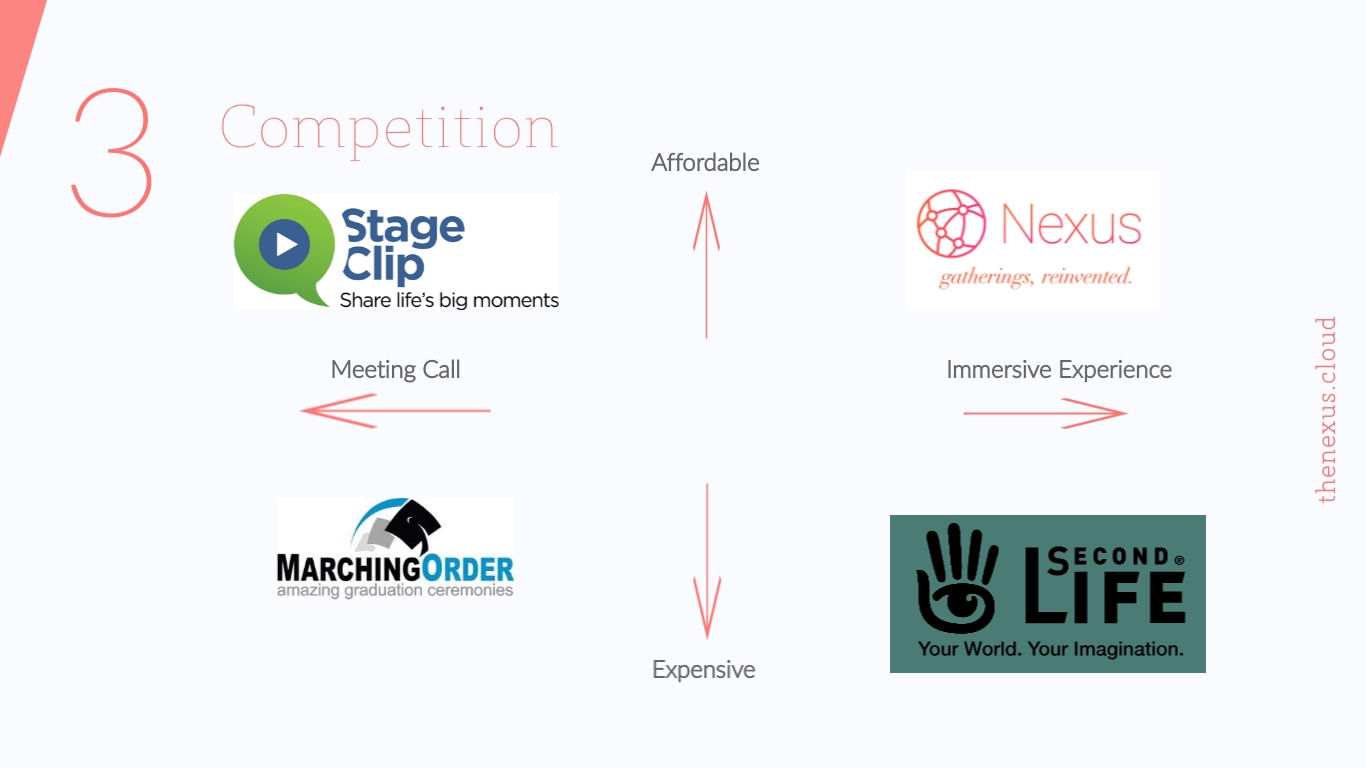 3
Competition
Affordable
Stage
Clip
Share life's big moments
Nexus
gatherings, reinvented.
Meeting Call
Immersive Experience
thenexus.cloud
MARCHINGORDER
amazing graduation ceremonies
SECOND®
LIFE
Your World. Your Imagination.
Expensive